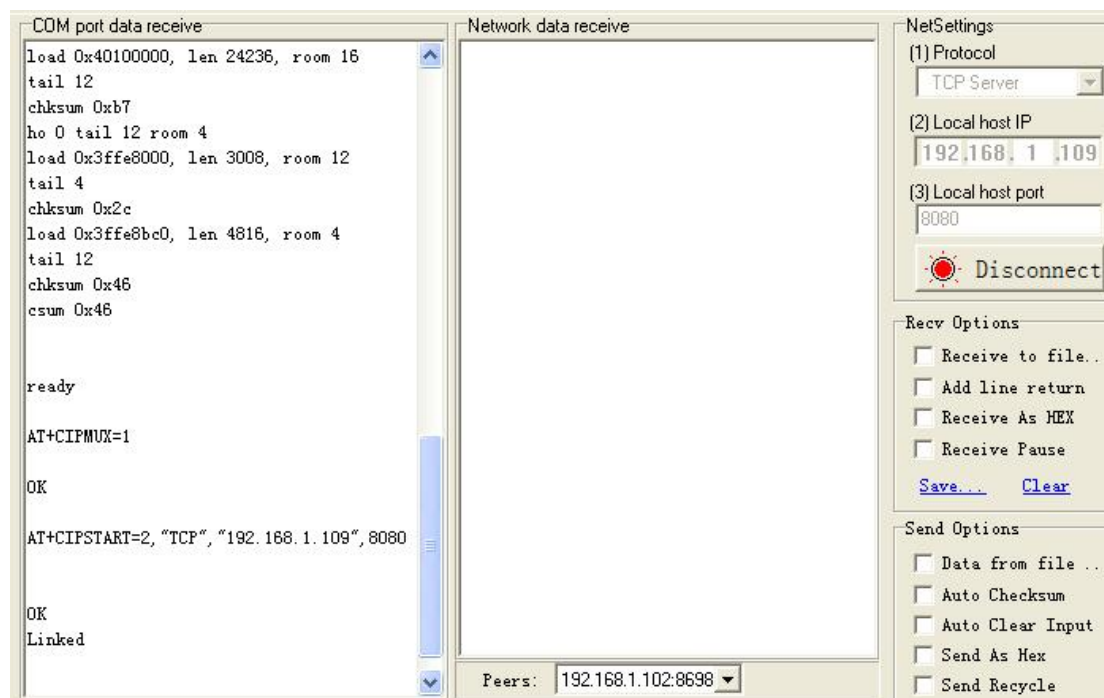 COM port data receive
load 0x40100000, len 24236, room 16
tail 12
chksum 0xb7
ho 0 tail 12 room 4
load 0x3ffe8000, len 3008, room 12
tail 4
chksum 0x2c
load 0x3ffe8bc0, len 4816, room 4
tail 12
chksum 0x46
csum 0x46
ready
AT+CIPMUX=1
OK
AT+CIPSTART=2,"TCP","192.168.1.109",8080
OK
Linked
Network data receive
Peers: 192.168.1.102:8698
NetSettings
(1) Protocol
TCP Server
(2) Local host IP
192.168. 1 .109
(3) Local host port
8080
Disconnect
Recv Options
Receive to file..
Add line return
Receive As HEX
Receive Pause
Save... Clear
Send Options
Data from file ..
Auto Checksum
Auto Clear Input
Send As Hex
Send Recycle